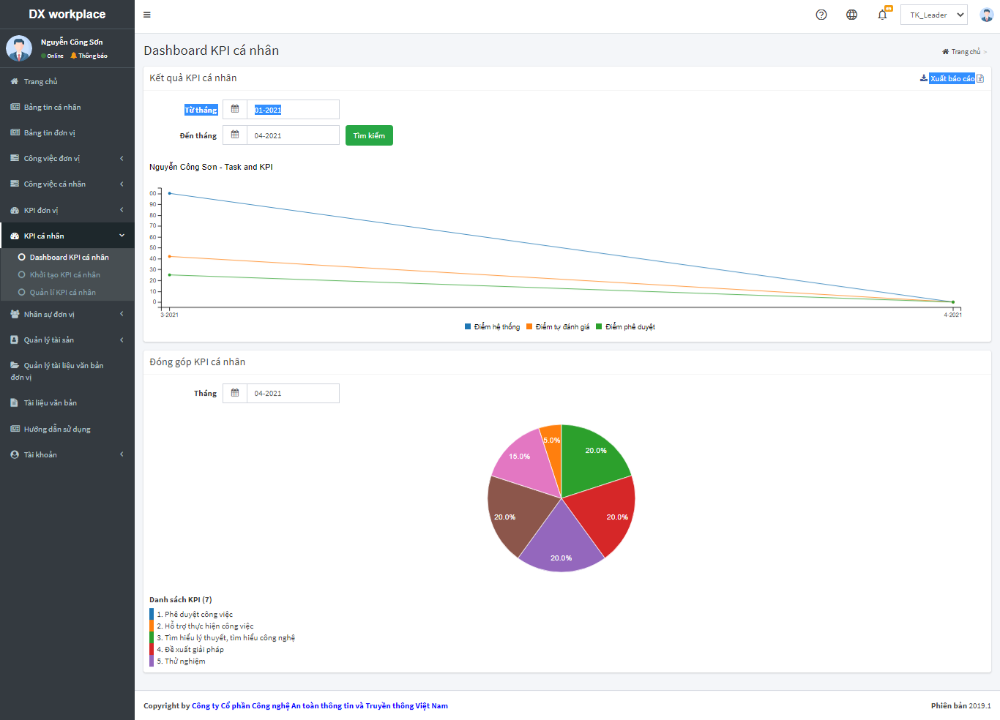 DX workplace
TK_Leader
Nguyễn Công Sơn
Online
Thông báo
Trang chủ
Bảng tin cá nhân
Bảng tin đơn vị
Công việc đơn vị
Công việc cá nhân
KPI đơn vị
KPI cá nhân
Dashboard KPI cá nhân
Khởi tạo KPI cá nhân
Quản lí KPI cá nhân
Nhân sự đơn vị
Quản lý tài sản
Quản lý tài liệu văn bản
đơn vị
Tài liệu văn bản
Hướng dẫn sử dụng
Tài khoản
Dashboard KPI cá nhân
Trang chủ >
Kết quả KPI cá nhân
Xuất báo cáo
Từ tháng 01-2021
Đến tháng 04-2021 Tìm kiếm
Nguyễn Công Sơn - Task and KPI
00
90
80
70
60
50
40
30
20
10
0
3-2021 4-2021
Điểm hệ thống Điểm tự đánh giá Điểm phê duyệt
Đóng góp KPI cá nhân
Tháng 04-2021
5.0%
20.0%
15.0%
20.0%
20.0%
20.0%
Danh sách KPI (7)
1. Phê duyệt công việc
2. Hỗ trợ thực hiện công việc
3. Tìm hiểu lý thuyết, tìm hiểu công nghệ
4. Đề xuất giải pháp
5. Thử nghiệm
Copyright by Công ty Cổ phần Công nghệ An toàn thông tin và Truyền thông Việt Nam
Phiên bản 2019.1